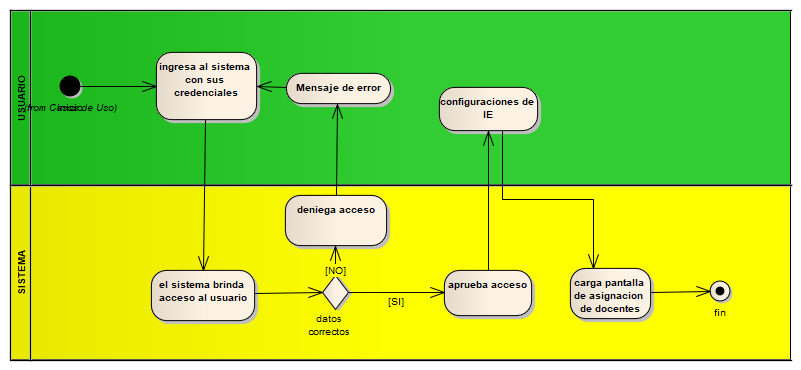 USUARIO
ingresa al sistema
con sus
credenciales
Mensaje de error
configuraciones de
IE
(from Casos de Uso)
SISTEMA
deniega acceso
[NO]
el sistema brinda
acceso al usuario
datos
correctos
[SI]
aprueba acceso
carga pantalla
de asignacion
de docentes
fin